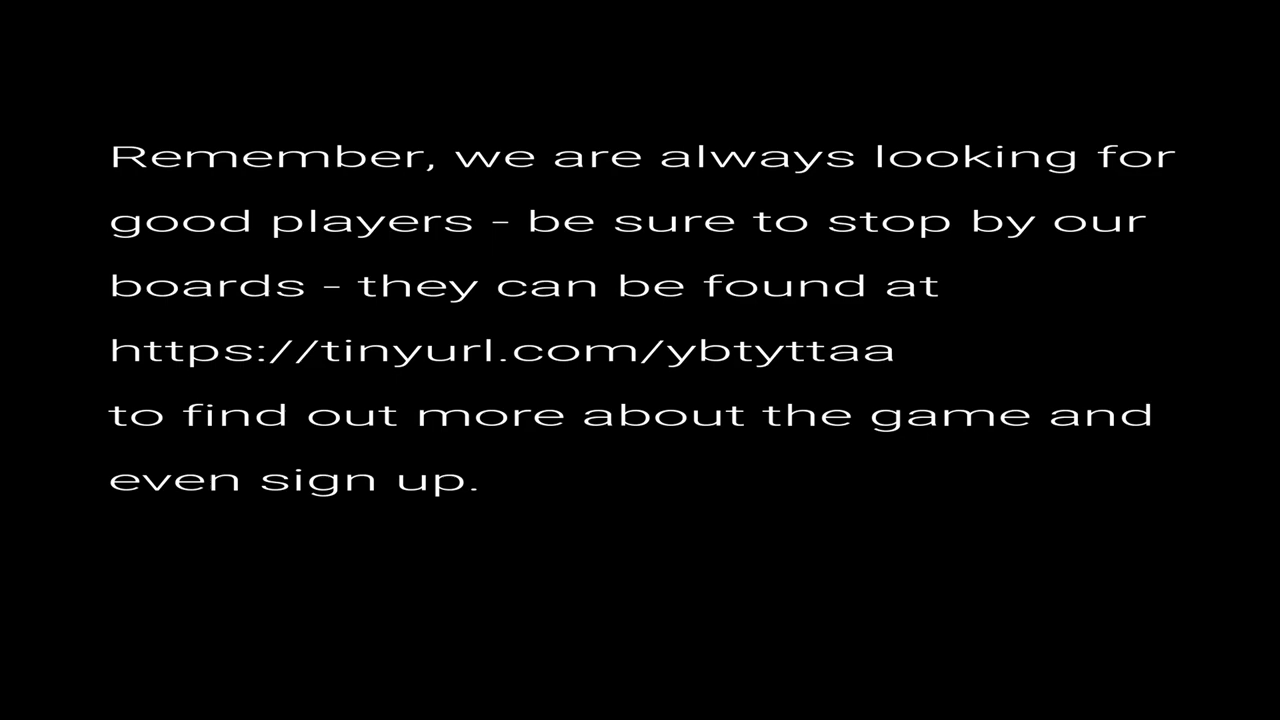 Remember, we are always looking for
good players - be sure to stop by our
boards - they can be found at
https://tinyurl.com/ybtyttaa
to find out more about the game and
even sign up.